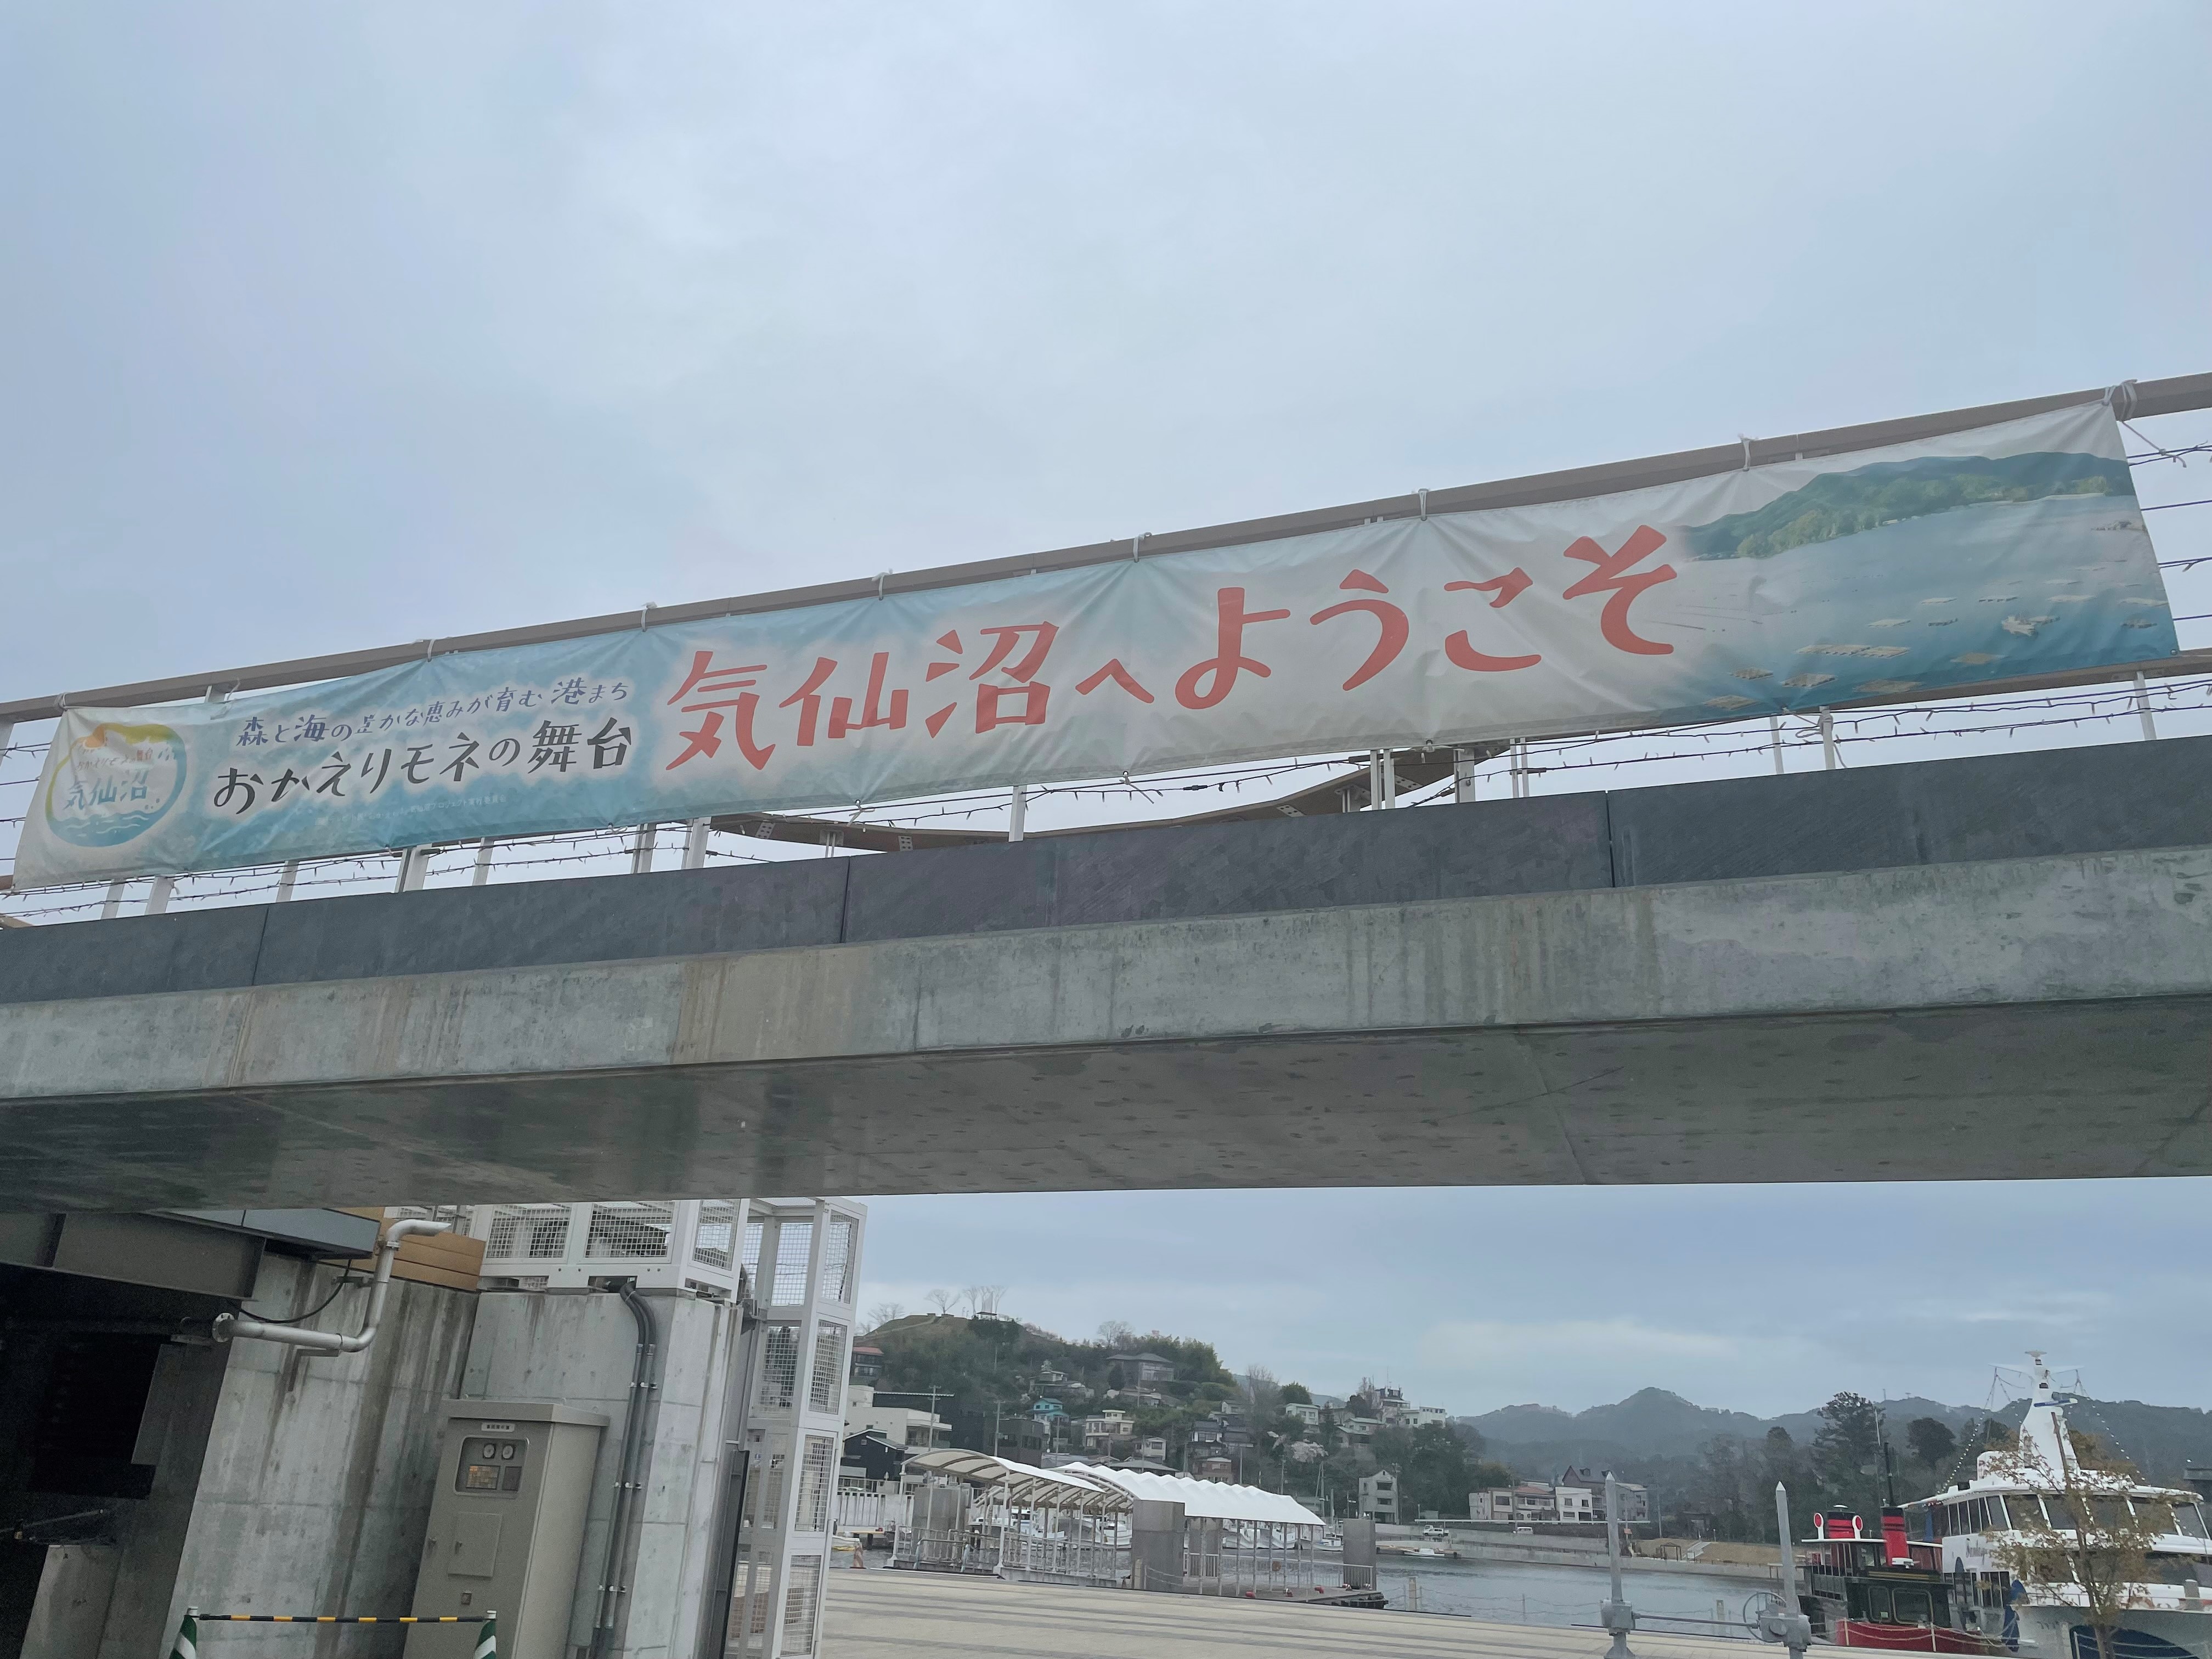 気仙沼
森と海の豊かな恵みが育む港まち
おかえりモネの舞台
気仙沼へようこそ